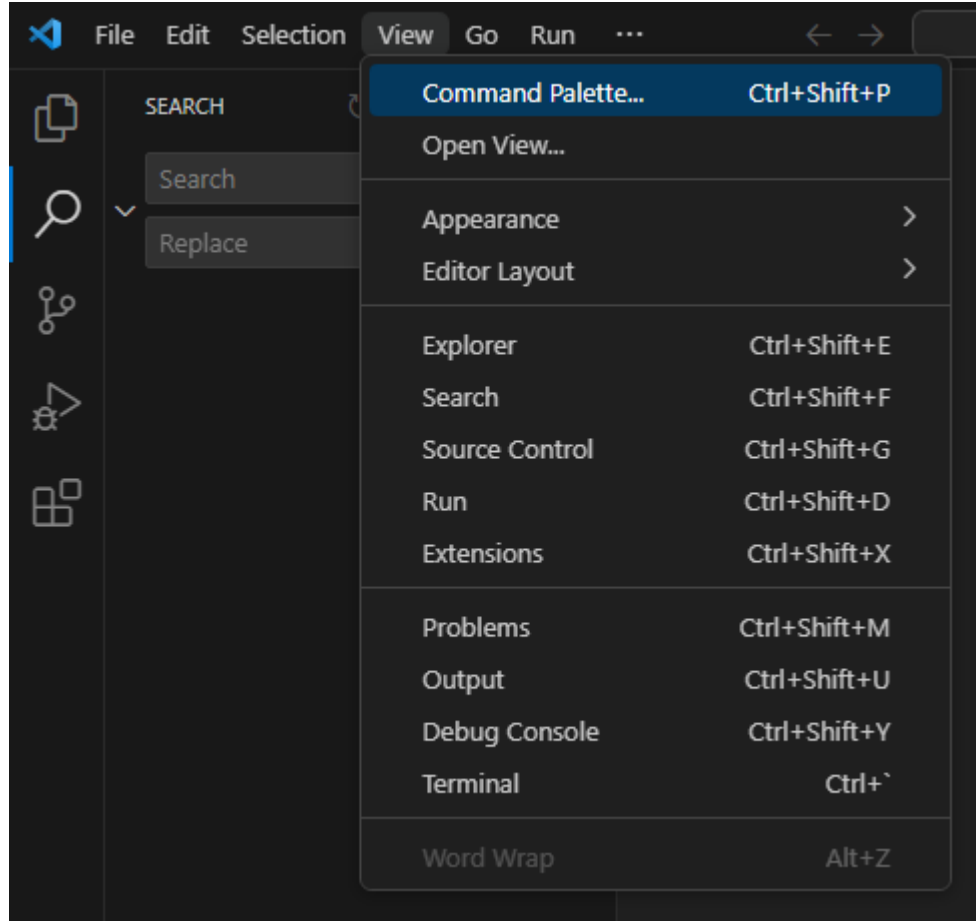 File Edit Selection View Go Run ...
SEARCH
Search
Replace
Command Palette... Ctrl+Shift+P
Open View...
Appearance
Editor Layout
Explorer Ctrl+Shift+E
Search Ctrl+Shift+F
Source Control Ctrl+Shift+G
Run Ctrl+Shift+D
Extensions Ctrl+Shift+X
Problems Ctrl+Shift+M
Output Ctrl+Shift+U
Debug Console Ctrl+Shift+Y
Terminal Ctrl+`
Word Wrap Alt+Z